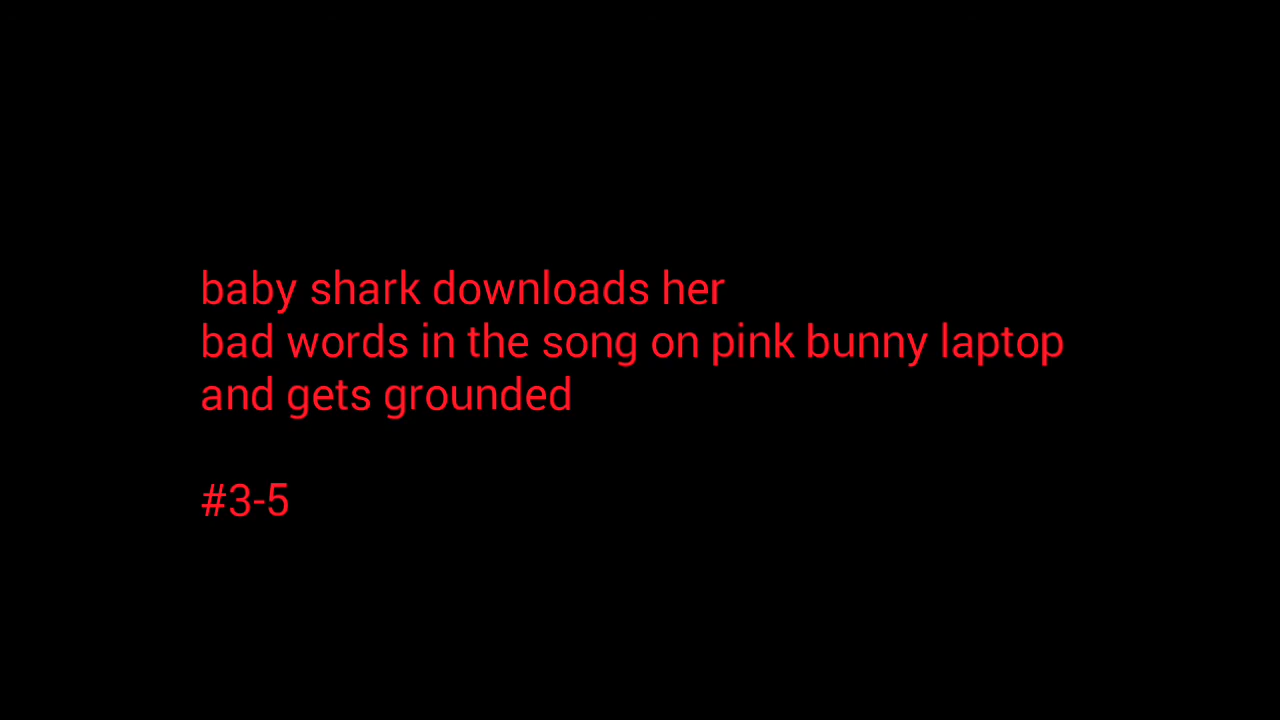 baby shark downloads her
bad words in the song on pink bunny laptop
and gets grounded
#3-5